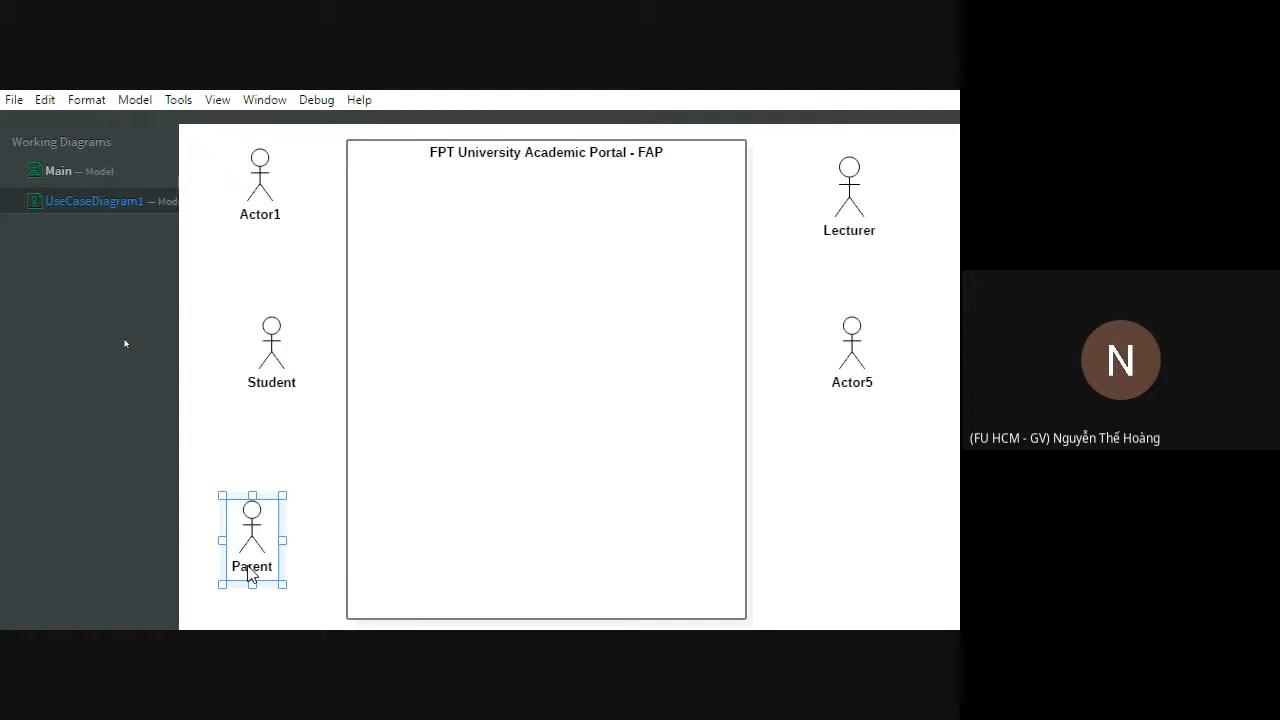 File Edit Format Model Tools View Window Debug Help
Working Diagrams
Main — Model
UseCaseDiagram1 — Mod
FPT University Academic Portal - FAP
Actor1
Lecturer
Student
Actor5
Parent
N
(FU HCM - GV) Nguyễn Thế Hoàng